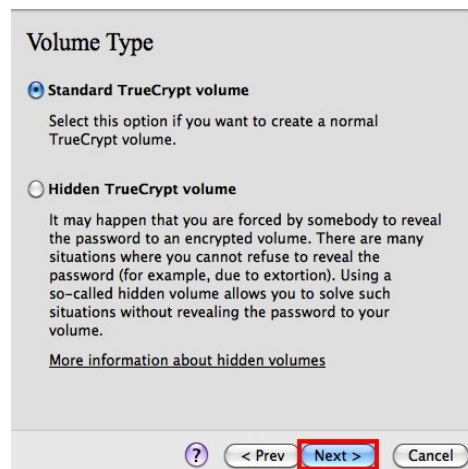 Volume Type
Standard TrueCrypt volume
Select this option if you want to create a normal
TrueCrypt volume.
Hidden TrueCrypt volume
It may happen that you are forced by somebody to reveal
the password to an encrypted volume. There are many
situations where you cannot refuse to reveal the
password (for example, due to extortion). Using a
so-called hidden volume allows you to solve such
situations without revealing the password to your
volume.
More information about hidden volumes
? < Prev Next > Cancel